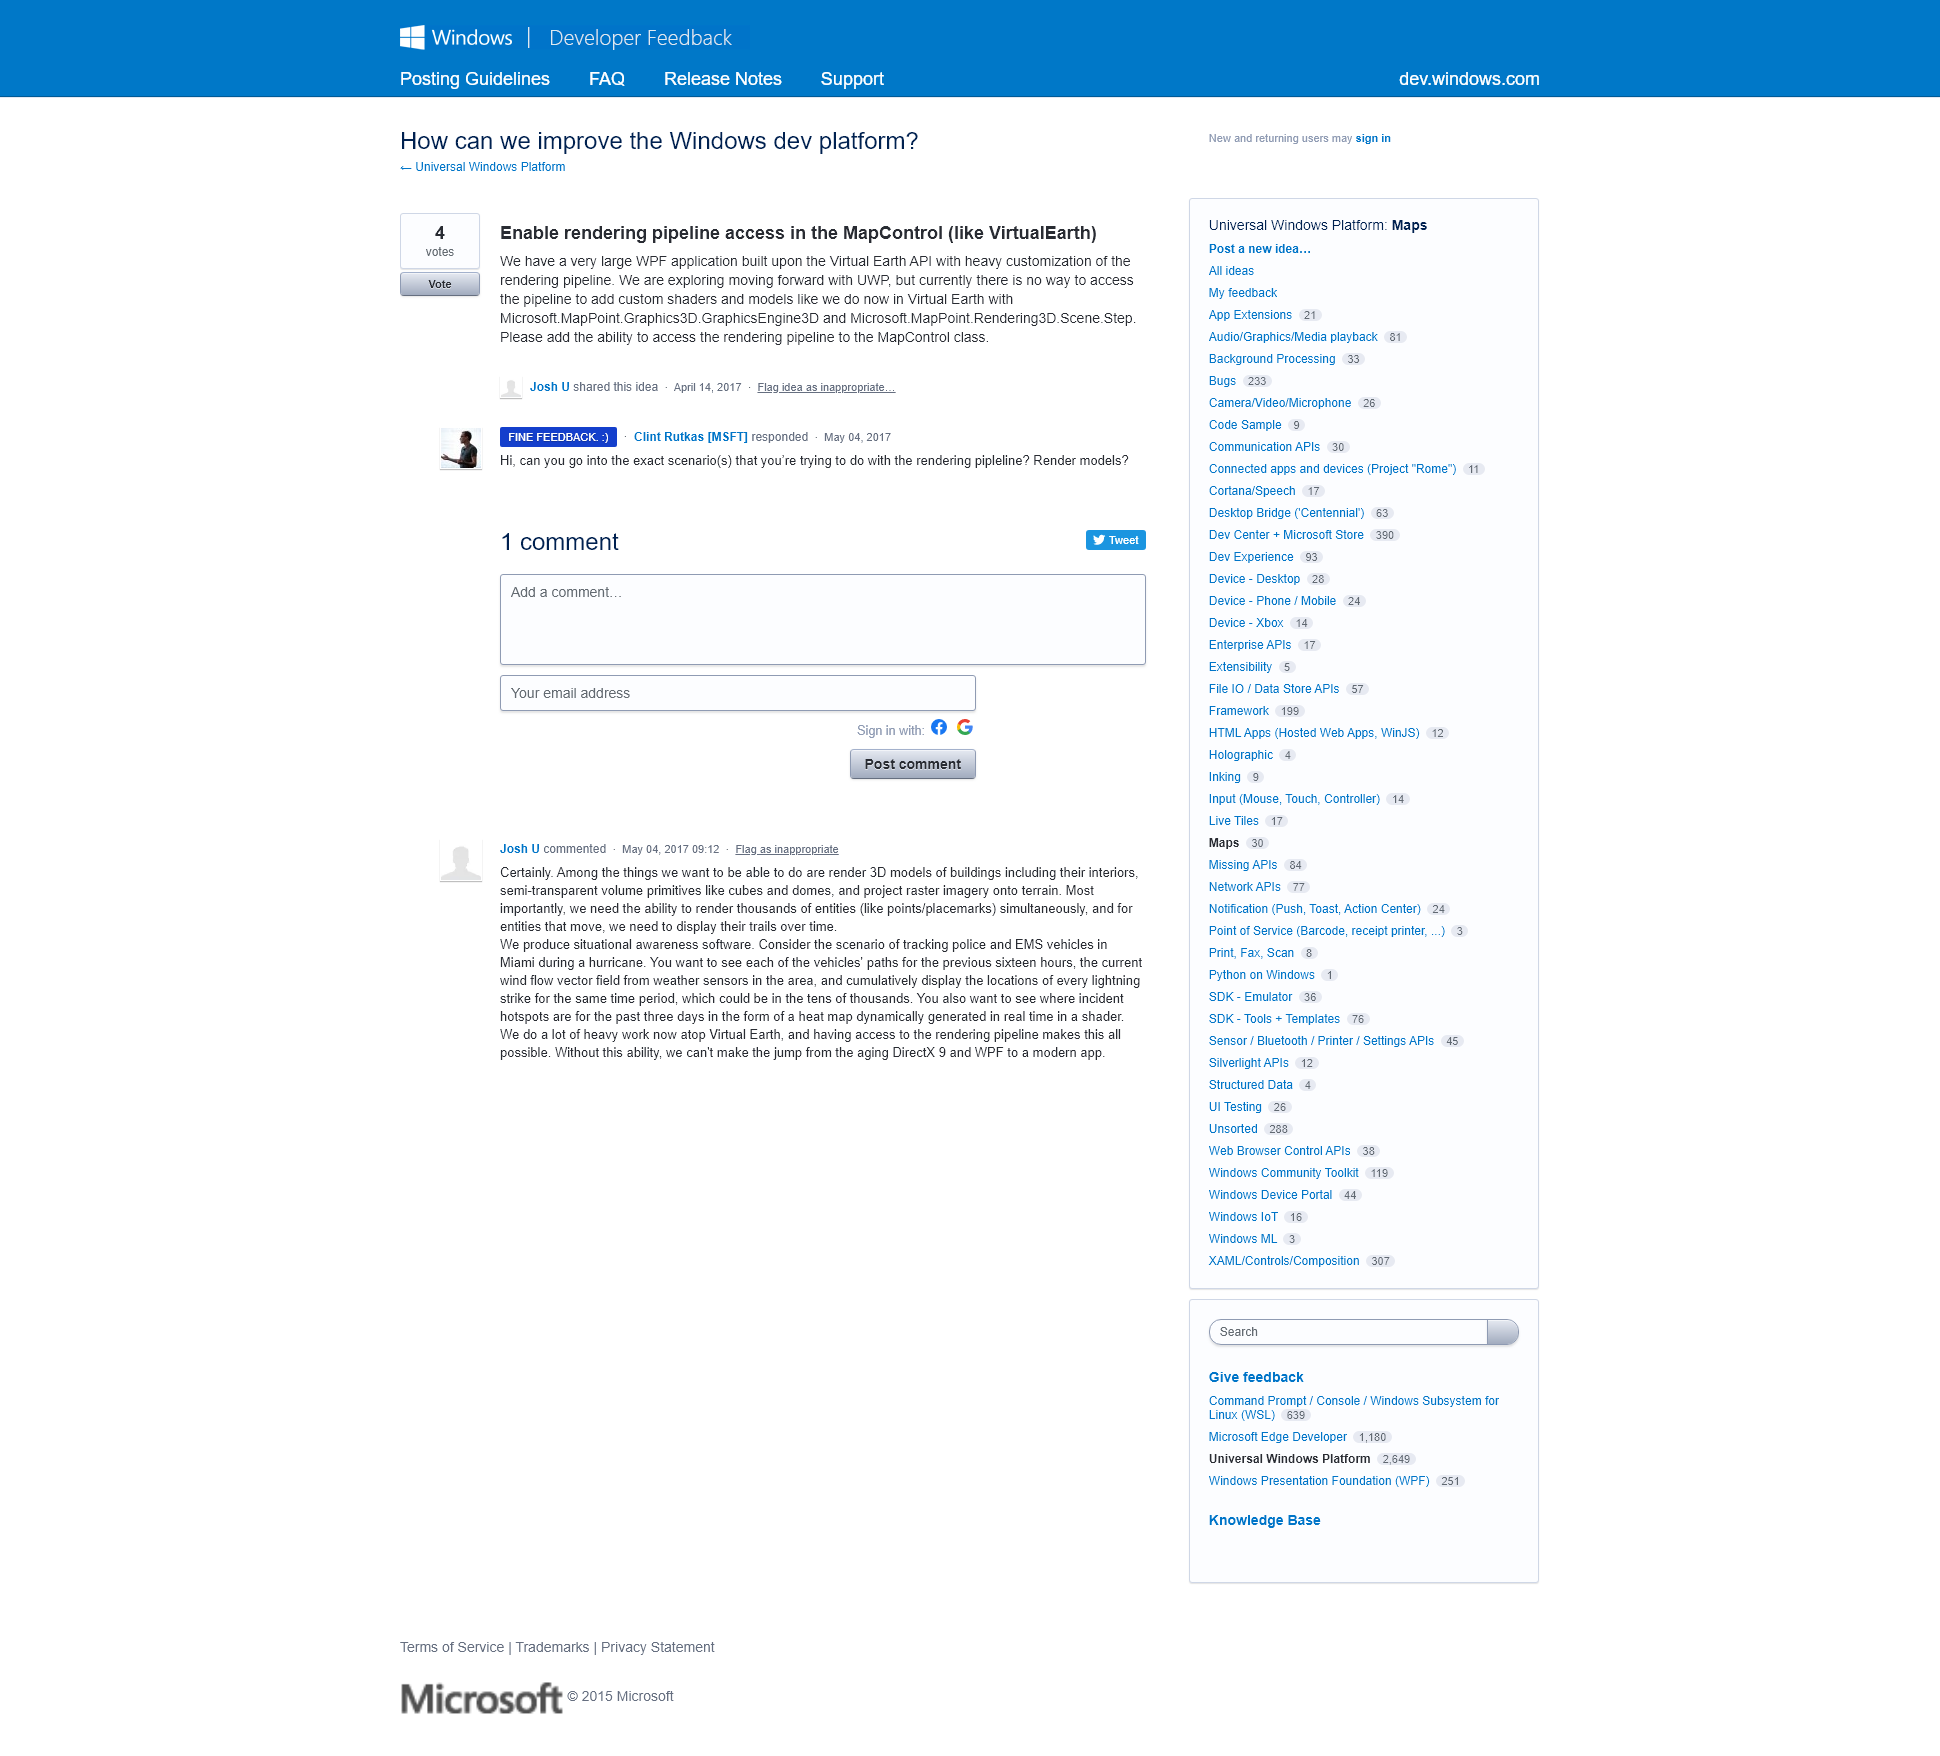 Windows | Developer Feedback
Posting Guidelines FAQ Release Notes Support dev.windows.com
How can we improve the Windows dev platform?
← Universal Windows Platform
New and returning users may sign in
4
votes
Vote
Enable rendering pipeline access in the MapControl (like VirtualEarth)
We have a very large WPF application built upon the Virtual Earth API with heavy customization of the
rendering pipeline. We are exploring moving forward with UWP, but currently there is no way to access
the pipeline to add custom shaders and models like we do now in Virtual Earth with
Microsoft.MapPoint.Graphics3D.GraphicsEngine3D and Microsoft.MapPoint.Rendering3D.Scene.Step.
Please add the ability to access the rendering pipeline to the MapControl class.
Josh U shared this idea · April 14, 2017 · Flag idea as inappropriate…
FINE FEEDBACK. :) · Clint Rutkas [MSFT] responded · May 04, 2017
Hi, can you go into the exact scenario(s) that you’re trying to do with the rendering pipleline? Render models?
1 comment
Tweet
Add a comment…
Your email address
Sign in with:
Post comment
Josh U commented · May 04, 2017 09:12 · Flag as inappropriate
Certainly. Among the things we want to be able to do are render 3D models of buildings including their interiors,
semi-transparent volume primitives like cubes and domes, and project raster imagery onto terrain. Most
importantly, we need the ability to render thousands of entities (like points/placemarks) simultaneously, and for
entities that move, we need to display their trails over time.
We produce situational awareness software. Consider the scenario of tracking police and EMS vehicles in
Miami during a hurricane. You want to see each of the vehicles' paths for the previous sixteen hours, the current
wind flow vector field from weather sensors in the area, and cumulatively display the locations of every lightning
strike for the same time period, which could be in the tens of thousands. You also want to see where incident
hotspots are for the past three days in the form of a heat map dynamically generated in real time in a shader.
We do a lot of heavy work now atop Virtual Earth, and having access to the rendering pipeline makes this all
possible. Without this ability, we can't make the jump from the aging DirectX 9 and WPF to a modern app.
Universal Windows Platform: Maps
Post a new idea…
All ideas
My feedback
App Extensions 21
Audio/Graphics/Media playback 81
Background Processing 33
Bugs 233
Camera/Video/Microphone 26
Code Sample 9
Communication APIs 30
Connected apps and devices (Project "Rome") 11
Cortana/Speech 17
Desktop Bridge ('Centennial') 63
Dev Center + Microsoft Store 390
Dev Experience 93
Device - Desktop 28
Device - Phone / Mobile 24
Device - Xbox 14
Enterprise APIs 17
Extensibility 5
File IO / Data Store APIs 57
Framework 199
HTML Apps (Hosted Web Apps, WinJS) 12
Holographic 4
Inking 9
Input (Mouse, Touch, Controller) 14
Live Tiles 17
Maps 30
Missing APIs 84
Network APIs 77
Notification (Push, Toast, Action Center) 24
Point of Service (Barcode, receipt printer, ...) 3
Print, Fax, Scan 8
Python on Windows 1
SDK - Emulator 36
SDK - Tools + Templates 76
Sensor / Bluetooth / Printer / Settings APIs 45
Silverlight APIs 12
Structured Data 4
UI Testing 26
Unsorted 288
Web Browser Control APIs 38
Windows Community Toolkit 119
Windows Device Portal 44
Windows IoT 16
Windows ML 3
XAML/Controls/Composition 307
Search
Give feedback
Command Prompt / Console / Windows Subsystem for
Linux (WSL) 639
Microsoft Edge Developer 1,180
Universal Windows Platform 2,649
Windows Presentation Foundation (WPF) 251
Knowledge Base
Terms of Service | Trademarks | Privacy Statement
Microsoft © 2015 Microsoft